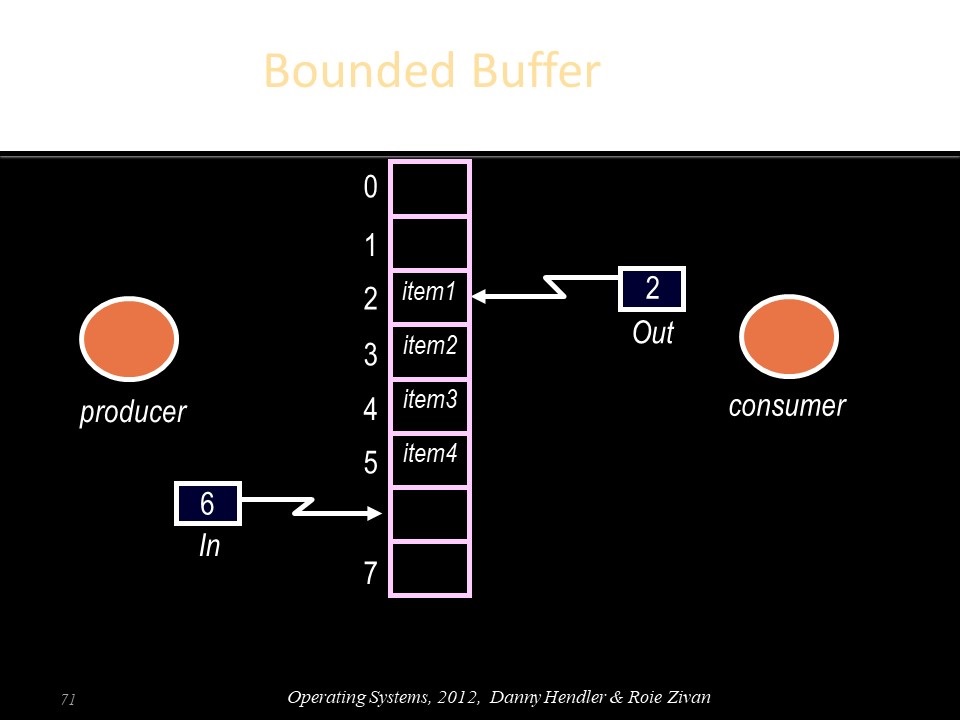 Bounded Buffer
0
1
2 item1
2
Out
3 item2
4 item3
5 item4
producer
consumer
6
In
7
71
Operating Systems, 2012, Danny Hendler & Roie Zivan